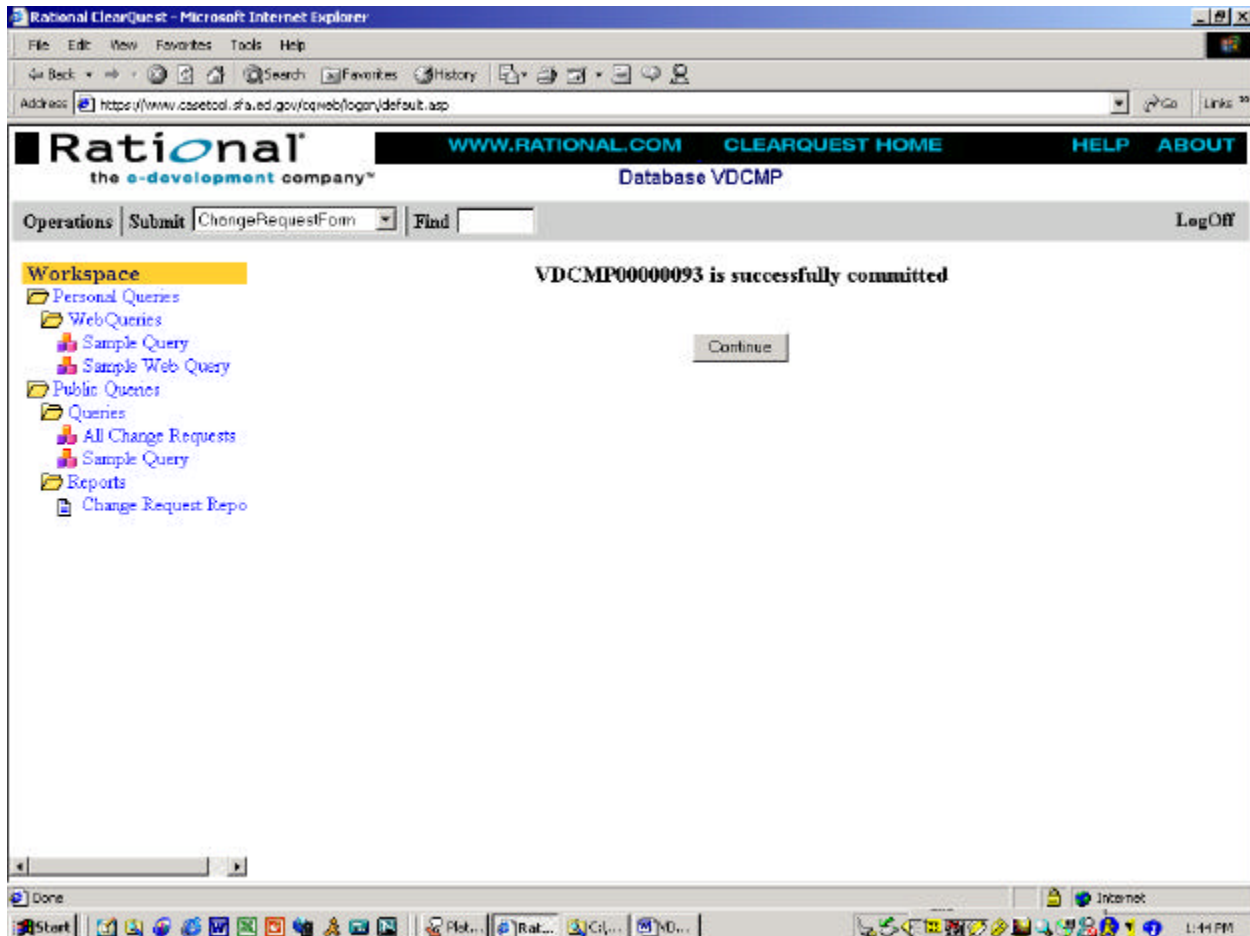 Rational ClearQuest - Microsoft Internet Explorer
File Edit View Favorites Tools Help
Back Search Favorites History
Address https://www.casetool.sfa.ed.gov/cqweb/logon/default.asp Go Links »
Rational
the e-development company™
WWW.RATIONAL.COM CLEARQUEST HOME HELP ABOUT
Database VDCMP
Operations Submit ChangeRequestForm Find LogOff
Workspace
Personal Queries
WebQueries
Sample Query
Sample Web Query
Public Queries
Queries
All Change Requests
Sample Query
Reports
Change Request Repo
VDCMP00000093 is successfully committed
Continue
Done Internet
Start Rat... 1:44 PM